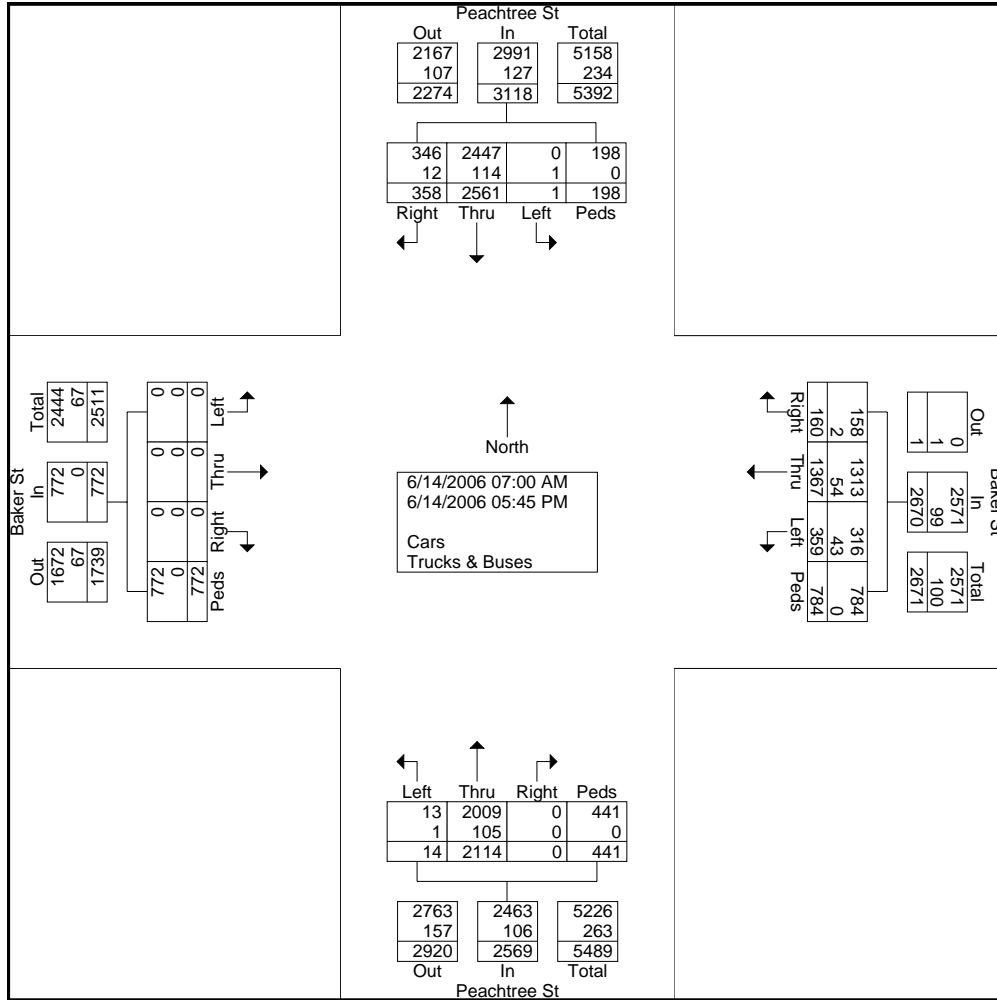 Peachtree St
Out In Total
2167 2991 5158
107 127 234
2274 3118 5392
346 2447 0 198
12 114 1 0
358 2561 1 198
Right Thru Left Peds
Baker St
Out In Total
1672 772 2444
67 0 67
1739 772 2511
772 0 0 0
0 0 0 0
772 0 0 0
Peds Right Thru Left
North
6/14/2006 07:00 AM
6/14/2006 05:45 PM
Cars
Trucks & Buses
Baker St
Out In Total
0 2571 2571
1 99 100
1 2670 2671
158 1313 316 784
2 54 43 0
160 1367 359 784
Right Thru Left Peds
Left Thru Right Peds
13 2009 0 441
1 105 0 0
14 2114 0 441
2763 2463 5226
157 106 263
2920 2569 5489
Out In Total
Peachtree St